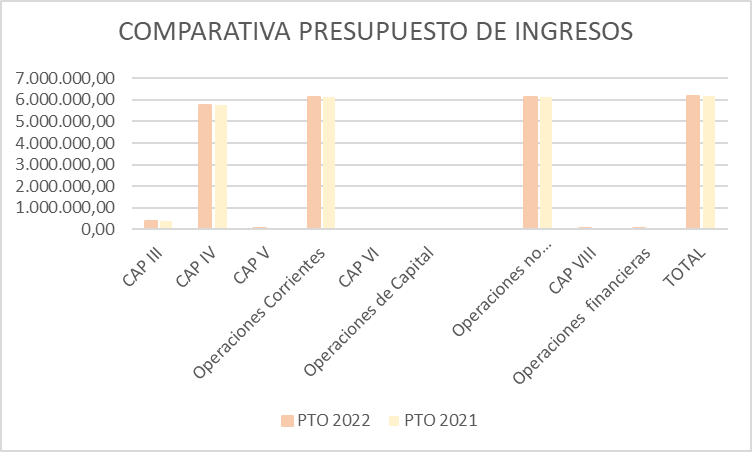 COMPARATIVA PRESUPUESTO DE INGRESOS
7.000.000,00
6.000.000,00
5.000.000,00
4.000.000,00
3.000.000,00
2.000.000,00
1.000.000,00
0,00
CAP III
CAP IV
CAP V
Operaciones Corrientes
CAP VI
Operaciones de Capital
Operaciones no...
CAP VIII
Operaciones financieras
TOTAL
PTO 2022
PTO 2021